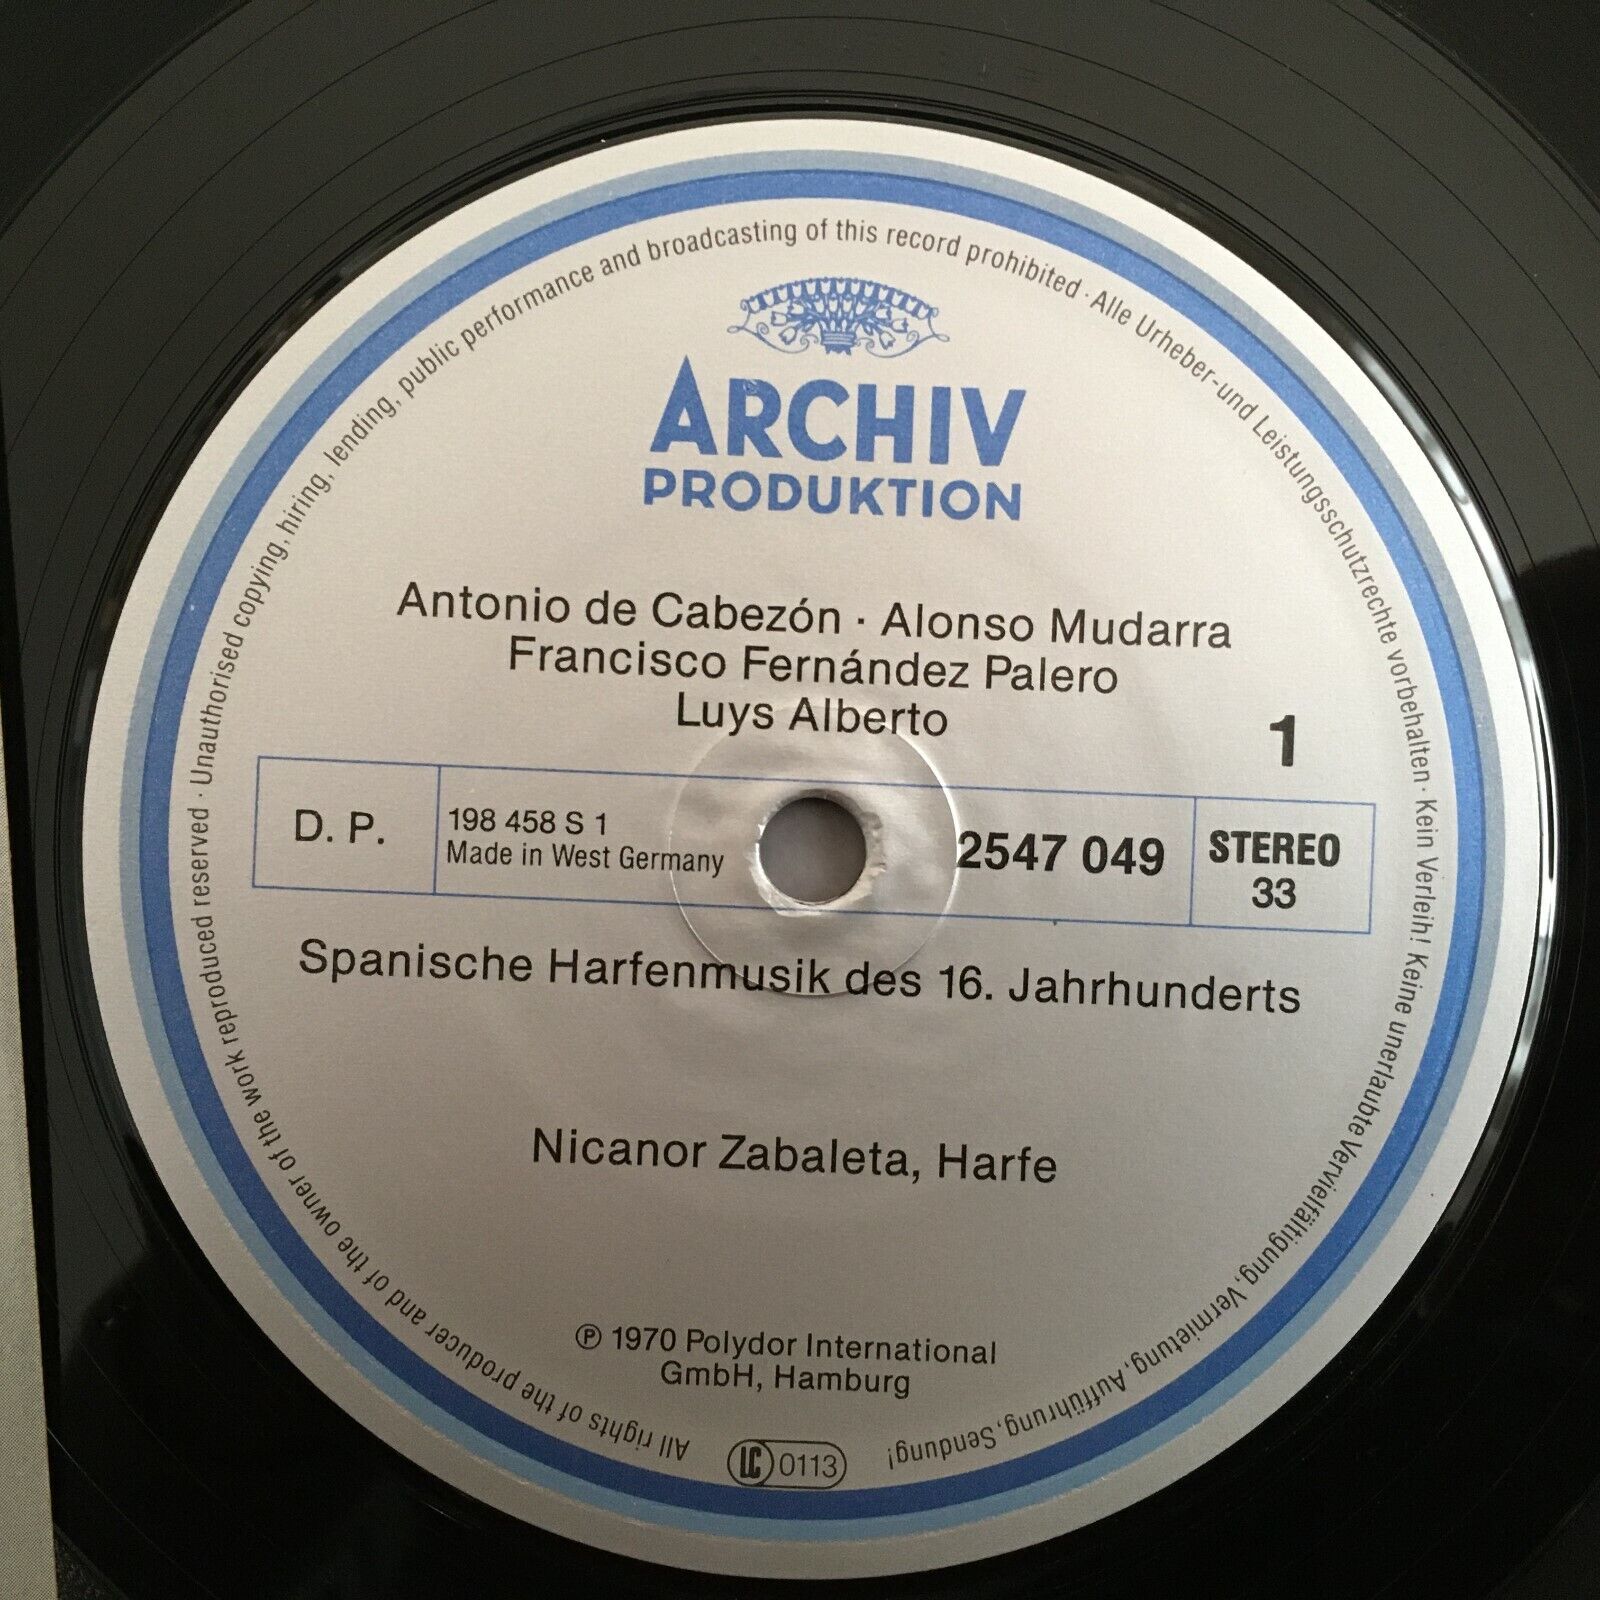 All rights of the producer and of the owner of the work reproduced reserved · Unauthorised copying, hiring, lending, public performance and broadcasting of this record prohibited · Alle Urheber-und Leistungsschutzrechte vorbehalten · Kein Verleih! Keine unerlaubte Vervielfältigung, Vermietung, Aufführung, Sendung!
ARCHIV
PRODUKTION
Antonio de Cabezón · Alonso Mudarra
Francisco Fernández Palero
Luys Alberto
1
D. P.
198 458 S 1
Made in West Germany
2547 049
STEREO
33
Spanische Harfenmusik des 16. Jahrhunderts
Nicanor Zabaleta, Harfe
℗ 1970 Polydor International
GmbH, Hamburg
LC 0113